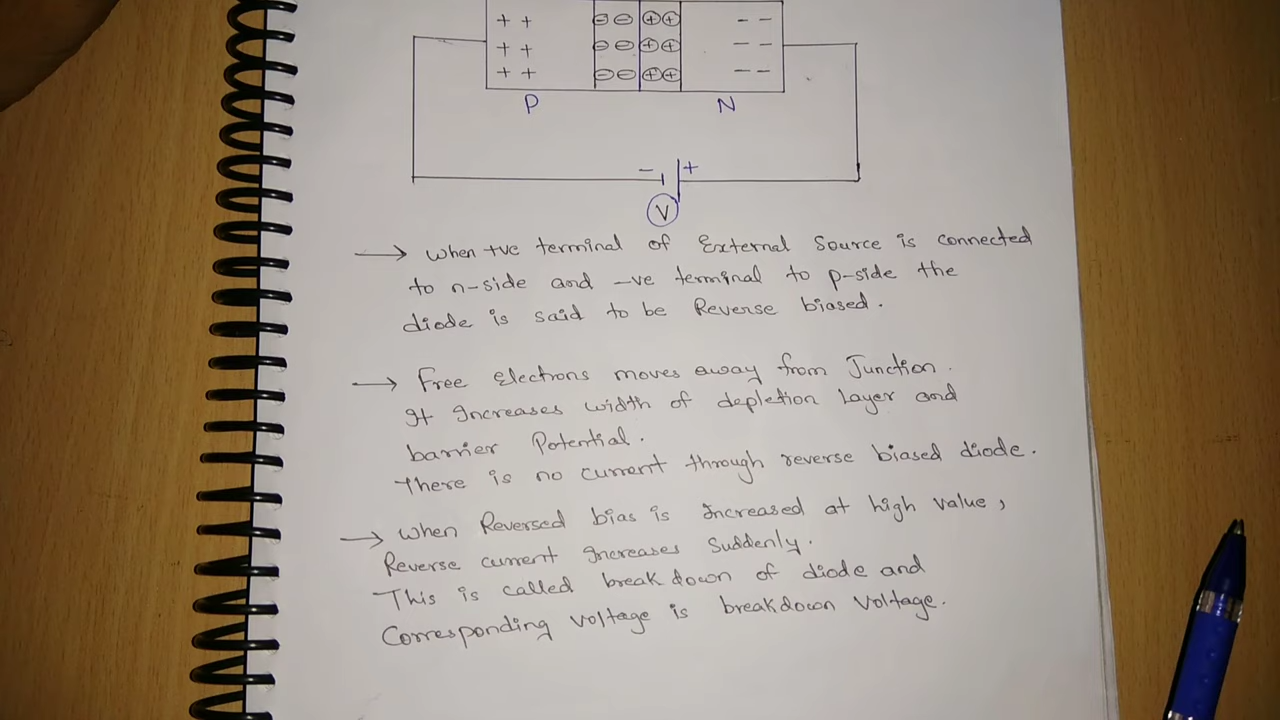 + + ⊖⊖ ⊕⊕ − −
+ + ⊖⊖ ⊕⊕ − −
+ + ⊖⊖ ⊕⊕ − −
P N
− +
V
→ When +ve terminal of External Source is connected
to n-side and -ve terminal to p-side the
diode is said to be Reverse biased.
→ Free electrons moves away from Junction.
It Increases width of depletion Layer and
barrier Potential.
There is no current through reverse biased diode.
→ When Reversed bias is Increased at high value,
Reverse current Increases Suddenly.
This is called breakdown of diode and
Corresponding voltage is breakdown voltage.